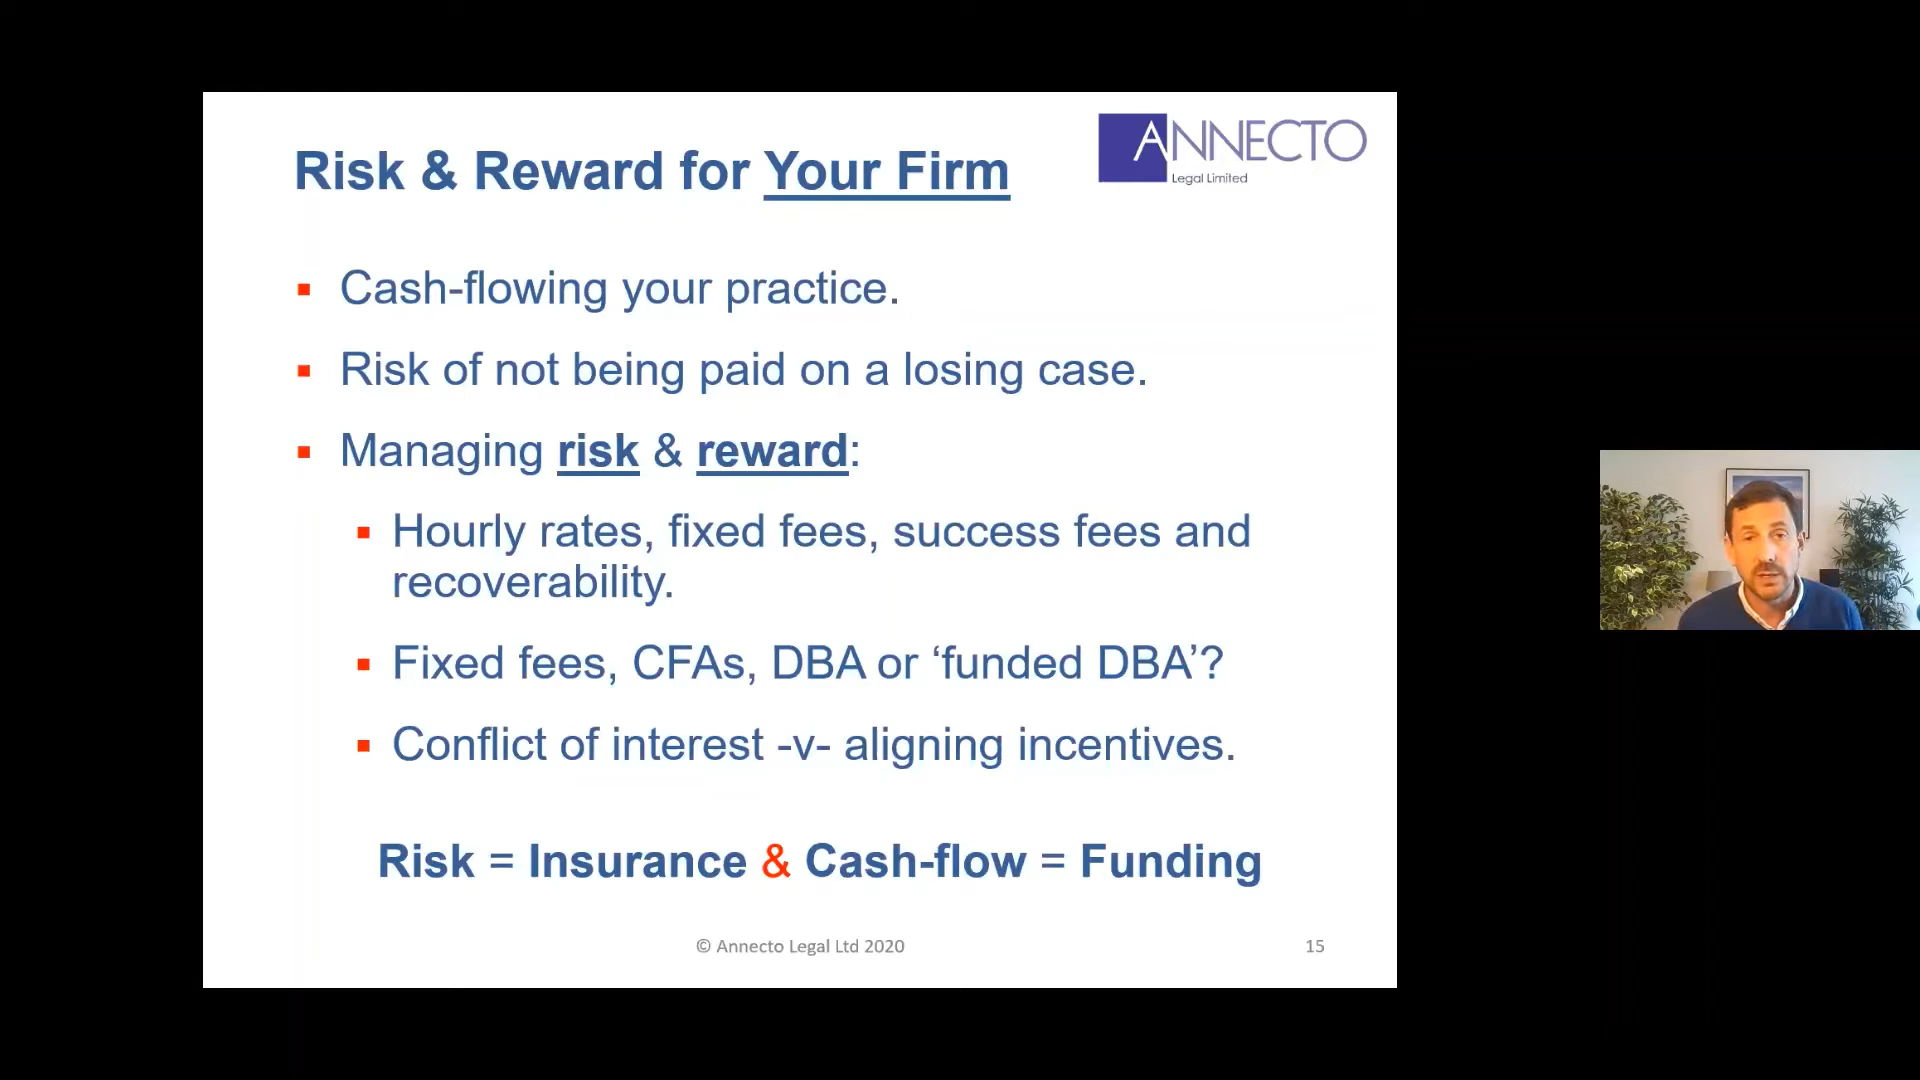 ANNECTO
Legal Limited
Risk & Reward for Your Firm
Cash-flowing your practice.
Risk of not being paid on a losing case.
Managing risk & reward:
Hourly rates, fixed fees, success fees and
recoverability.
Fixed fees, CFAs, DBA or ‘funded DBA’?
Conflict of interest -v- aligning incentives.
Risk = Insurance & Cash-flow = Funding
© Annecto Legal Ltd 2020
15